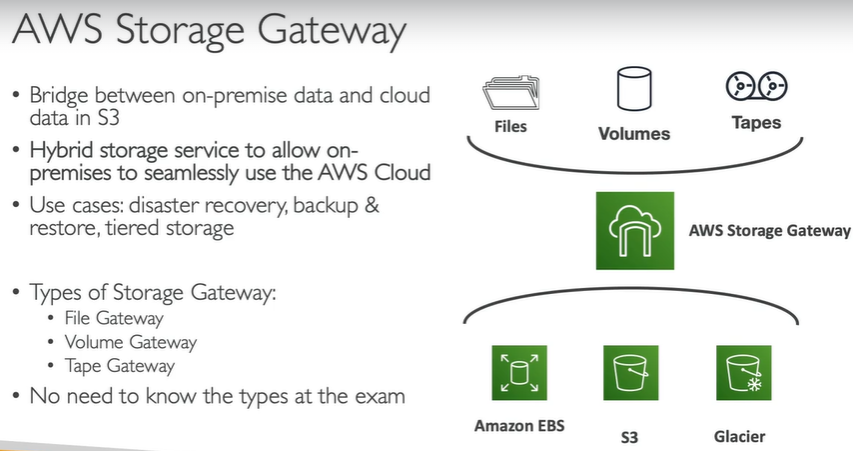 AWS Storage Gateway
• Bridge between on-premise data and cloud
data in S3
• Hybrid storage service to allow on-
premises to seamlessly use the AWS Cloud
• Use cases: disaster recovery, backup &
restore, tiered storage
• Types of Storage Gateway:
• File Gateway
• Volume Gateway
• Tape Gateway
• No need to know the types at the exam
Files
Volumes
Tapes
AWS Storage Gateway
Amazon EBS
S3
Glacier